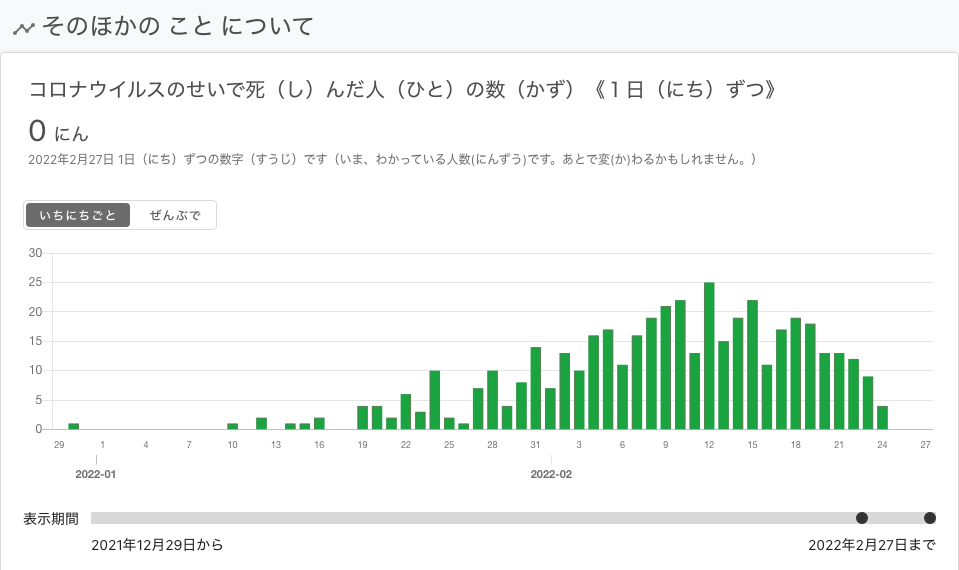 そのほかの こと について
コロナウイルスのせいで死（し）んだ人（ひと）の数（かず）《１日（にち）ずつ》
0 にん
2022年2月27日 1日（にち）ずつの数字（すうじ）です（いま、わかっている人数(にんずう)です。あとで変(か)わるかもしれません。）
いちにちごと ぜんぶで
30
25
20
15
10
5
0
29 1 4 7 10 13 16 19 22 25 28 31 3 6 9 12 15 18 21 24 27
2022-01 2022-02
表示期間
2021年12月29日から 2022年2月27日まで